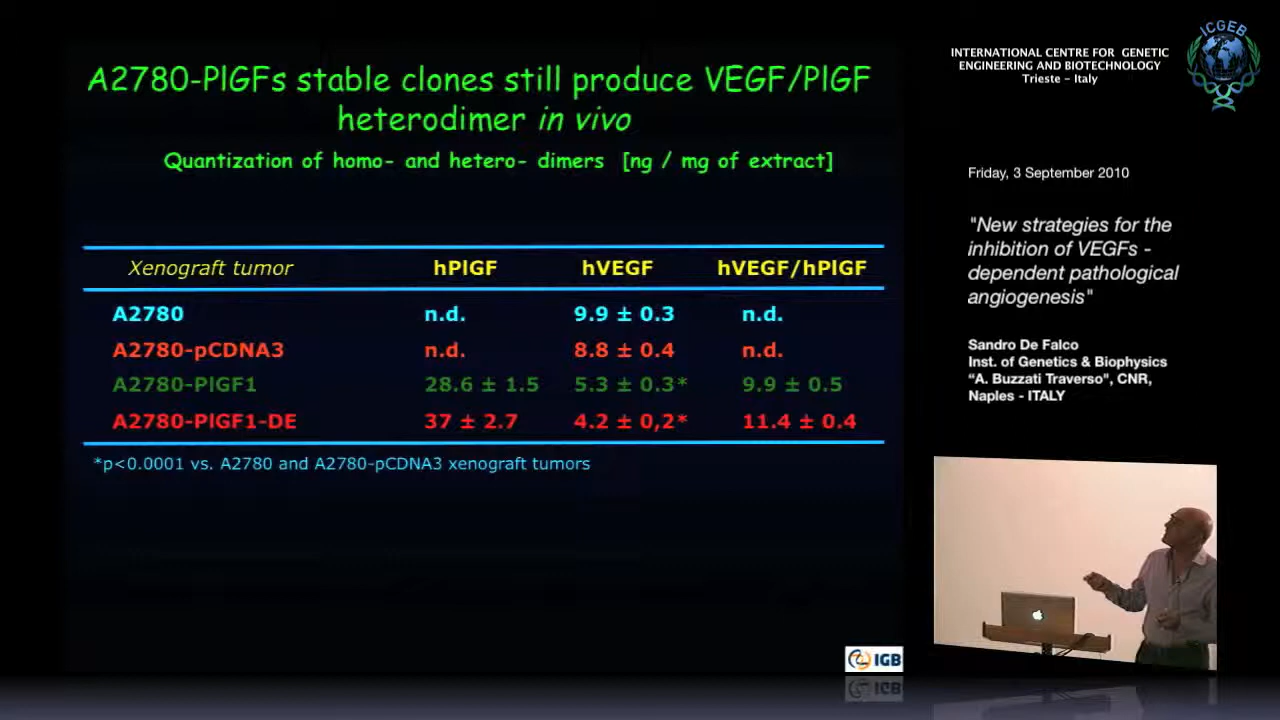 A2780-PlGFs stable clones still produce VEGF/PlGF
heterodimer in vivo
Quantization of homo- and hetero- dimers [ng / mg of extract]
Xenograft tumor hPlGF hVEGF hVEGF/hPlGF
A2780 n.d. 9.9 ± 0.3 n.d.
A2780-pCDNA3 n.d. 8.8 ± 0.4 n.d.
A2780-PlGF1 28.6 ± 1.5 5.3 ± 0.3* 9.9 ± 0.5
A2780-PlGF1-DE 37 ± 2.7 4.2 ± 0,2* 11.4 ± 0.4
*p<0.0001 vs. A2780 and A2780-pCDNA3 xenograft tumors
IGB
INTERNATIONAL CENTRE FOR GENETIC
ENGINEERING AND BIOTECHNOLOGY
Trieste - Italy
ICGEB
Friday, 3 September 2010
"New strategies for the
inhibition of VEGFs -
dependent pathological
angiogenesis"
Sandro De Falco
Inst. of Genetics & Biophysics
“A. Buzzati Traverso", CNR,
Naples - ITALY